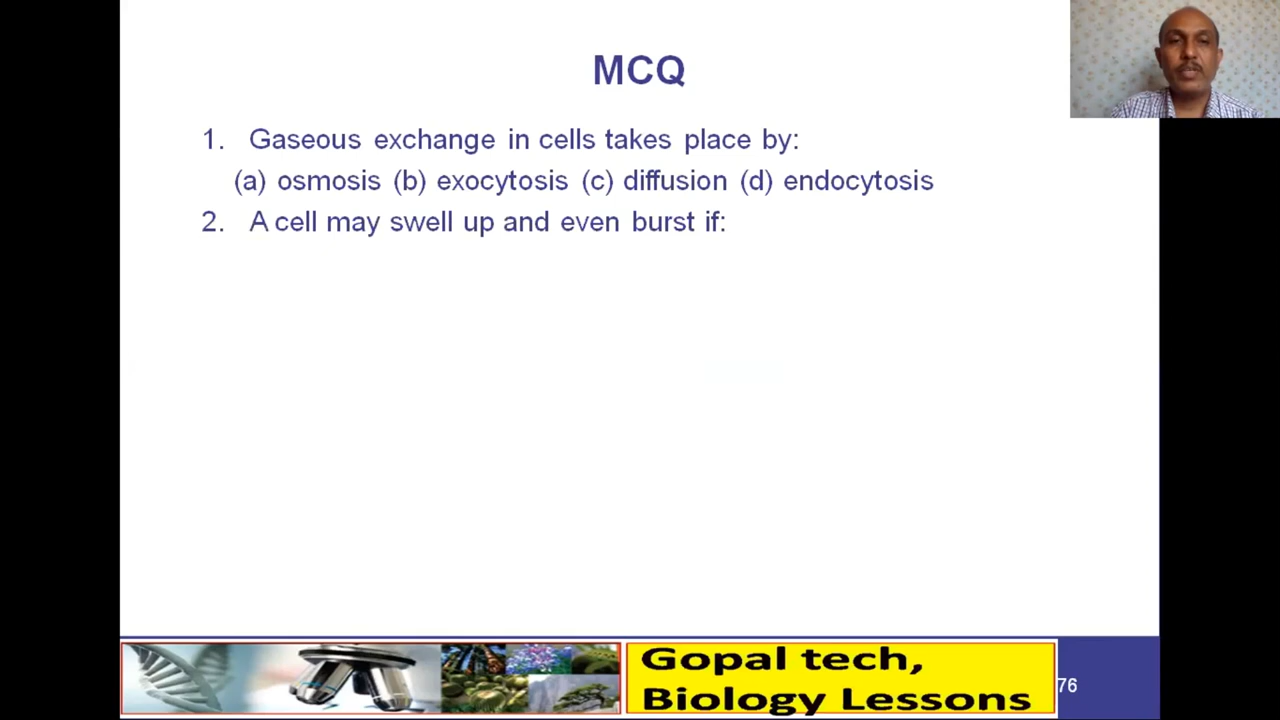 MCQ
1. Gaseous exchange in cells takes place by:
(a) osmosis (b) exocytosis (c) diffusion (d) endocytosis
2. A cell may swell up and even burst if:
Gopal tech,
Biology Lessons
76